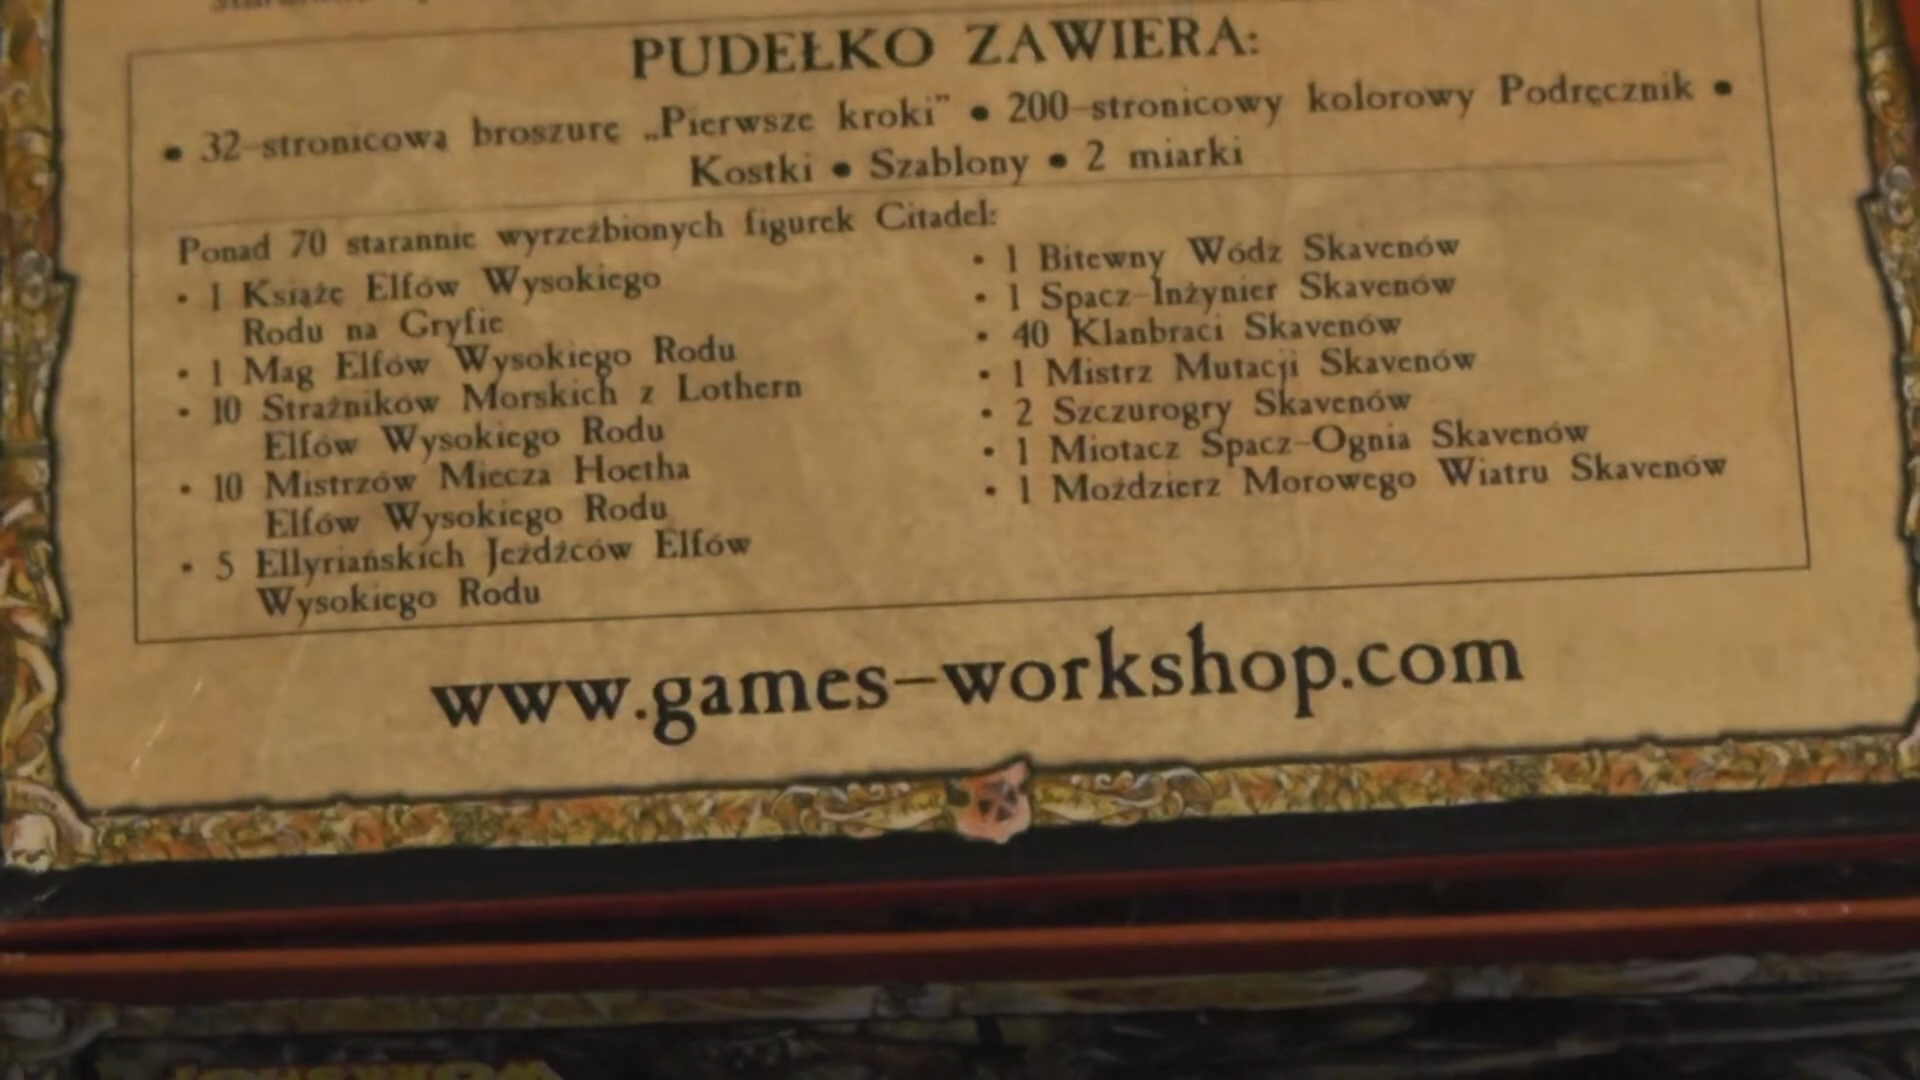 PUDEŁKO ZAWIERA:
• 32-stronicową broszurę „Pierwsze kroki” • 200-stronicowy kolorowy Podręcznik •
Kostki • Szablony • 2 miarki
Ponad 70 starannie wyrzeźbionych figurek Citadel:
• 1 Książę Elfów Wysokiego
Rodu na Gryfie
• 1 Mag Elfów Wysokiego Rodu
• 10 Strażników Morskich z Lothern
Elfów Wysokiego Rodu
• 10 Mistrzów Miecza Hoetha
Elfów Wysokiego Rodu
• 5 Ellyriańskich Jeźdźców Elfów
Wysokiego Rodu
• 1 Bitewny Wódz Skavenów
• 1 Spacz-Inżynier Skavenów
• 40 Klanbraci Skavenów
• 1 Mistrz Mutacji Skavenów
• 2 Szczurogry Skavenów
• 1 Miotacz Spacz-Ognia Skavenów
• 1 Moździerz Morowego Wiatru Skavenów
www.games-workshop.com